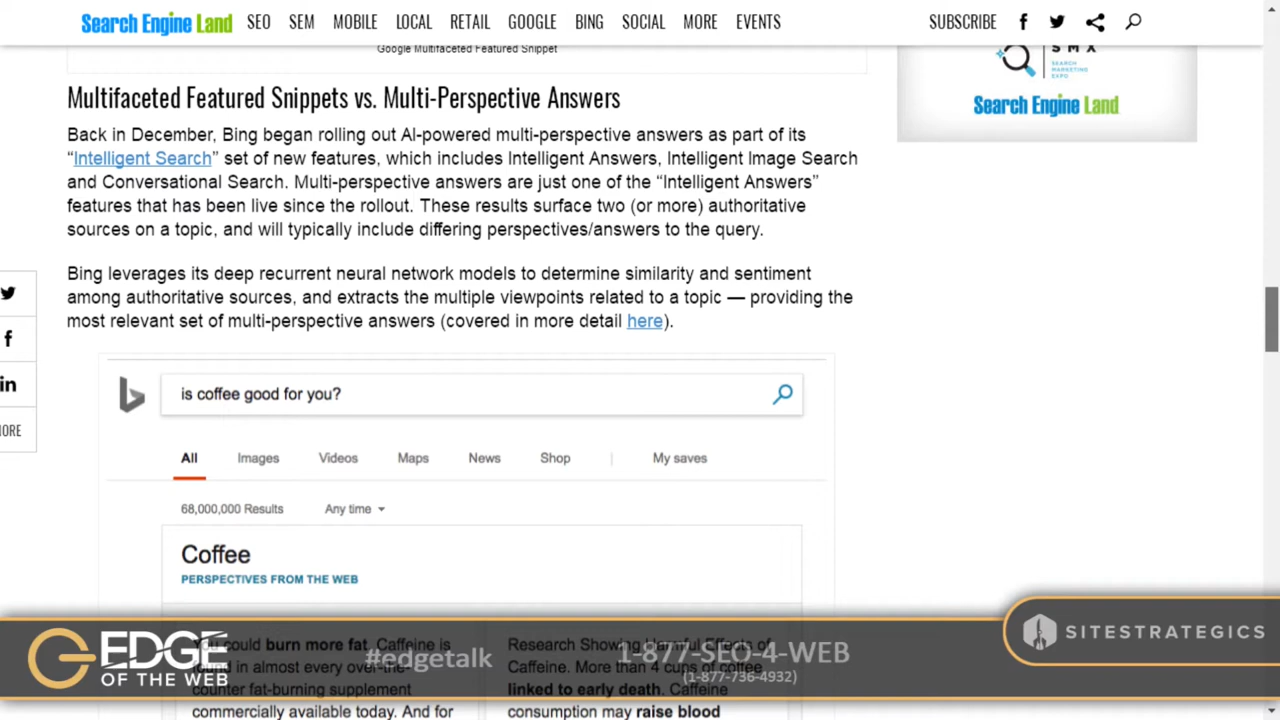 Search Engine Land SEO SEM MOBILE LOCAL RETAIL GOOGLE BING SOCIAL MORE EVENTS SUBSCRIBE
Google Multifaceted Featured Snippet
SMX
SEARCH
MARKETING
EXPO
Search Engine Land
Multifaceted Featured Snippets vs. Multi-Perspective Answers
Back in December, Bing began rolling out AI-powered multi-perspective answers as part of its
“Intelligent Search” set of new features, which includes Intelligent Answers, Intelligent Image Search
and Conversational Search. Multi-perspective answers are just one of the “Intelligent Answers”
features that has been live since the rollout. These results surface two (or more) authoritative
sources on a topic, and will typically include differing perspectives/answers to the query.
Bing leverages its deep recurrent neural network models to determine similarity and sentiment
among authoritative sources, and extracts the multiple viewpoints related to a topic — providing the
most relevant set of multi-perspective answers (covered in more detail here).
in
ORE
is coffee good for you?
All Images Videos Maps News Shop | My saves
68,000,000 Results Any time
Coffee
PERSPECTIVES FROM THE WEB
You could burn more fat. Caffeine is
found in almost every over-the-
counter fat-burning supplement
commercially available today. And for
Research Showing Harmful Effects of
Caffeine. More than 4 cups of coffee
linked to early death. Caffeine
consumption may raise blood
EDGE
OF THE WEB
#edgetalk
1-877-SEO-4-WEB
(1-877-736-4932)
SITESTRATEGICS